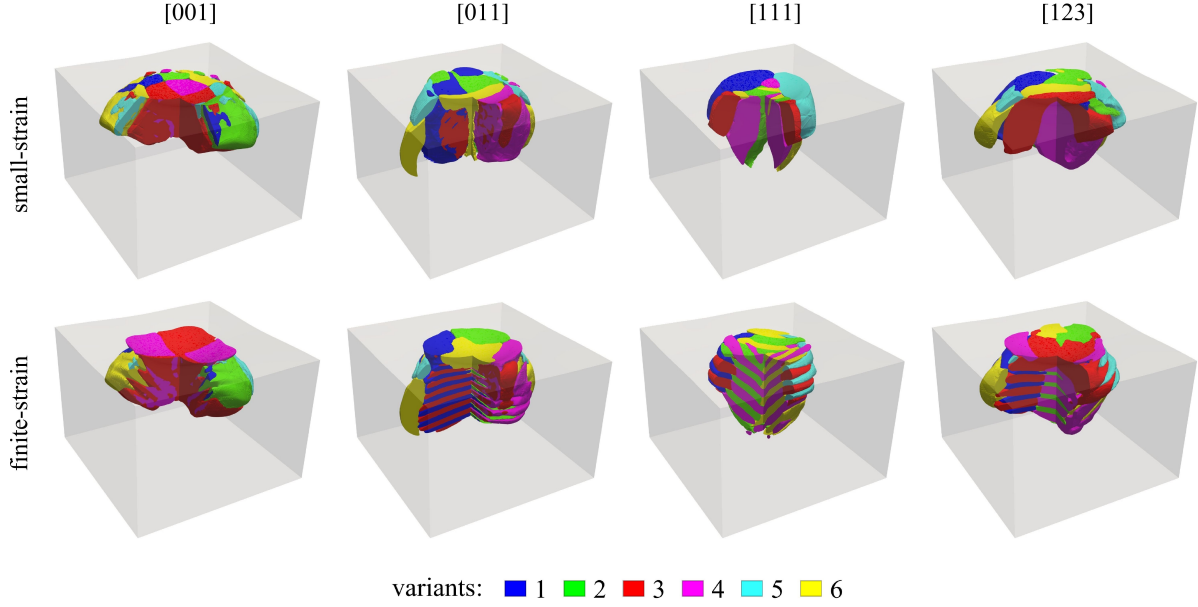 [001] [011] [111] [123]
small-strain
finite-strain
variants: 1 2 3 4 5 6